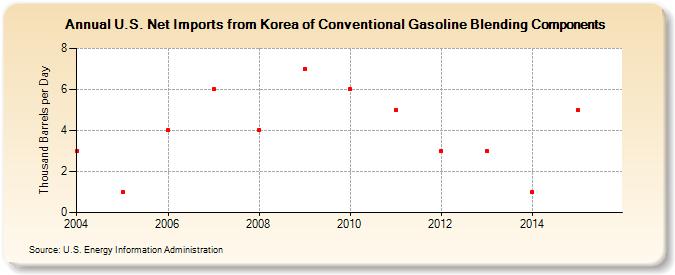 Annual U.S. Net Imports from Korea of Conventional Gasoline Blending Components
Thousand Barrels per Day
8
6
4
2
0
2004 2006 2008 2010 2012 2014
Source: U.S. Energy Information Administration